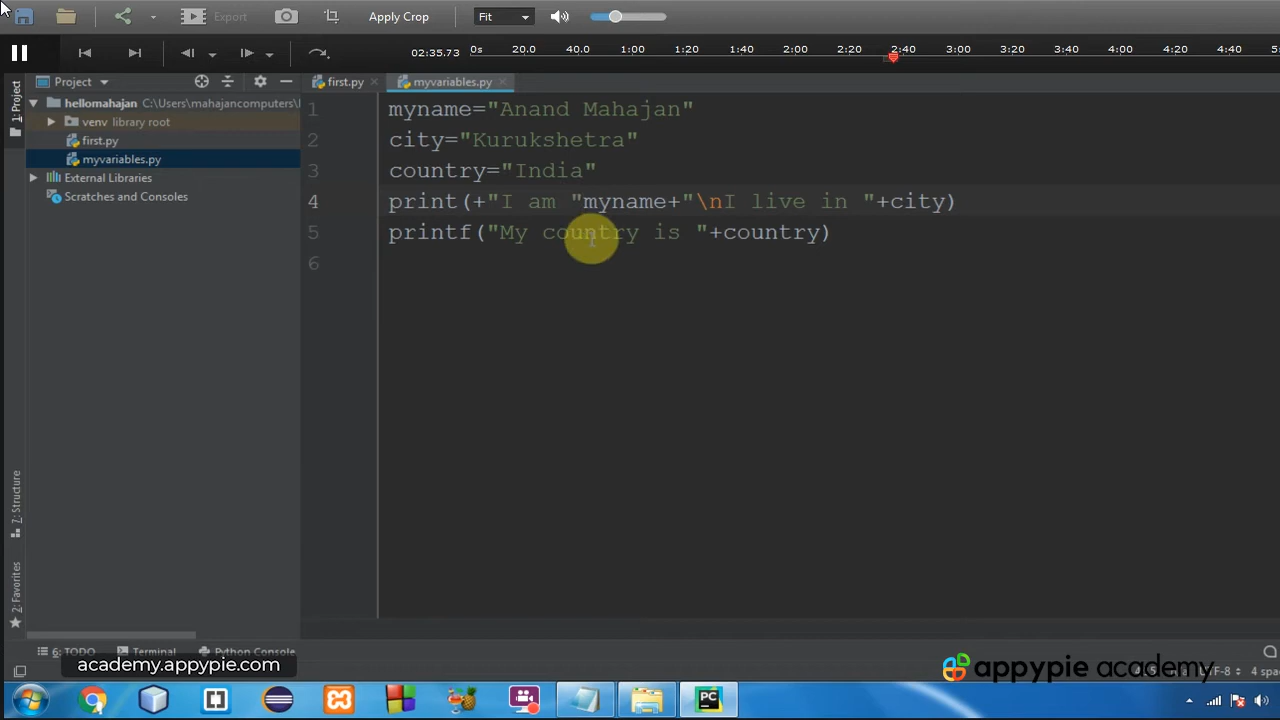 Export
Apply Crop
Fit
02:35.73
0s 20.0 40.0 1:00 1:20 1:40 2:00 2:20 2:40 3:00 3:20 3:40 4:00 4:20 4:40
1: Project
Project
first.py
myvariables.py
hellomahajan C:\Users\mahajancomputers\
venv library root
first.py
myvariables.py
External Libraries
Scratches and Consoles
1 myname="Anand Mahajan"
2 city="Kurukshetra"
3 country="India"
4 print(+"I am "myname+"\nI live in "+city)
5 printf("My country is "+country)
6
7: Structure
2: Favorites
6: TODO
Terminal
Python Console
academy.appypie.com
appypie academy
PC